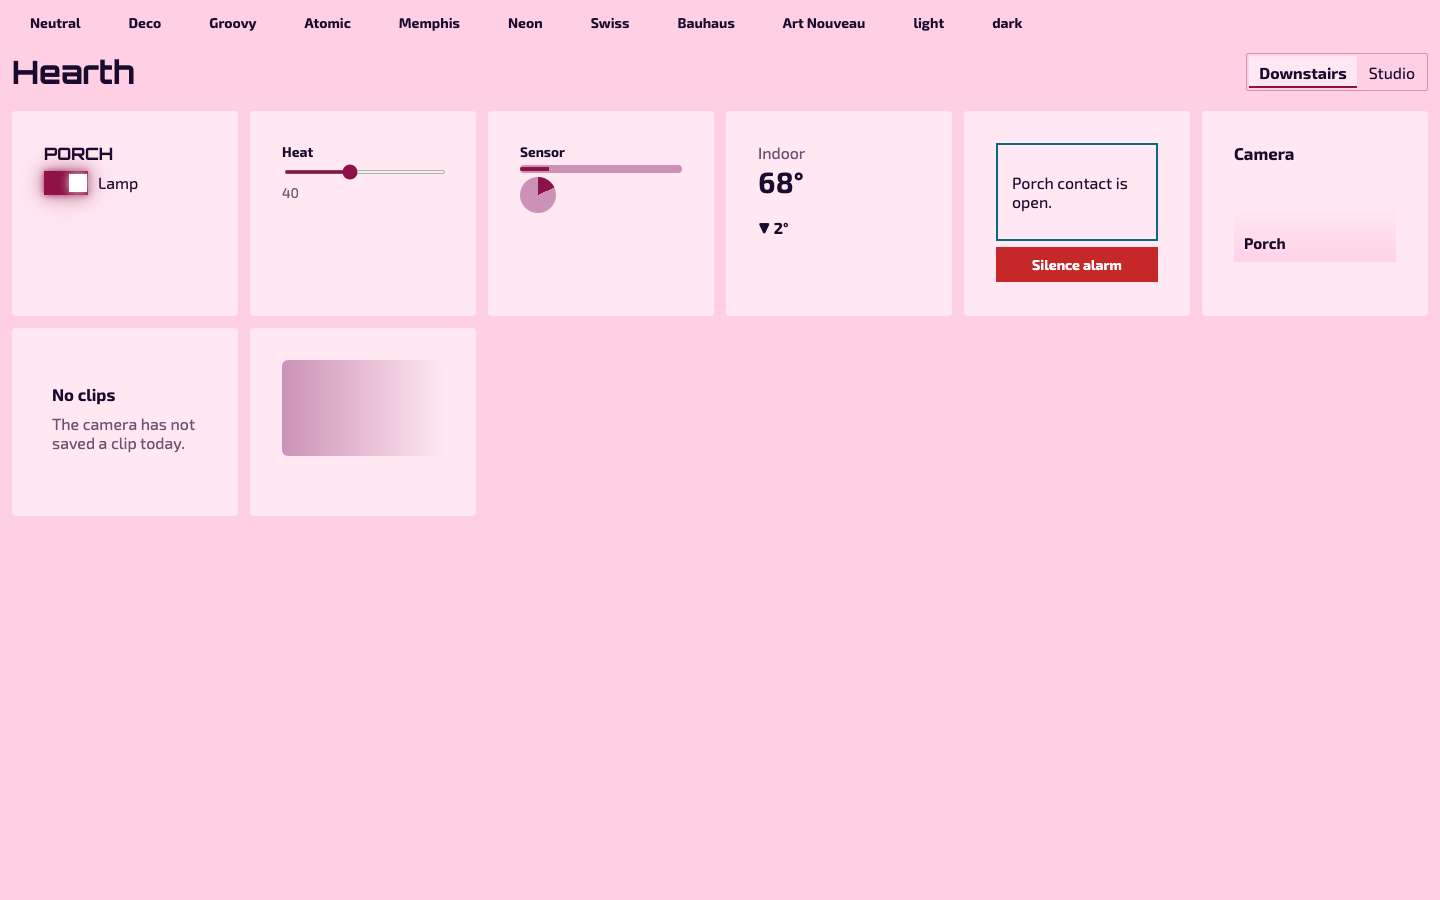 Neutral Deco Groovy Atomic Memphis Neon Swiss Bauhaus Art Nouveau light dark
Hearth
Downstairs Studio
PORCH
Lamp
Heat
40
Sensor
Indoor
68°
▼ 2°
Porch contact is
open.
Silence alarm
Camera
Porch
No clips
The camera has not
saved a clip today.